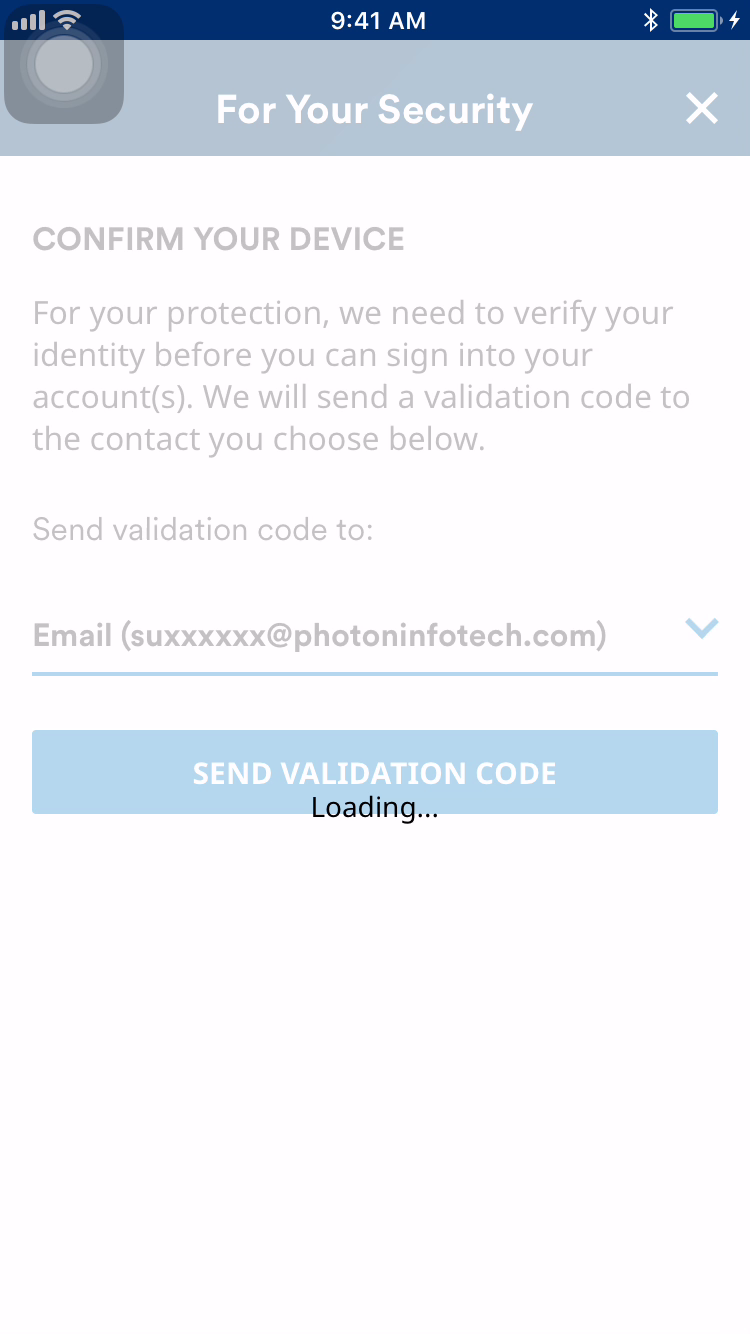 9:41 AM
For Your Security
CONFIRM YOUR DEVICE
For your protection, we need to verify your
identity before you can sign into your
account(s). We will send a validation code to
the contact you choose below.
Send validation code to:
Email (suxxxxxx@photoninfotech.com)
SEND VALIDATION CODE
Loading...